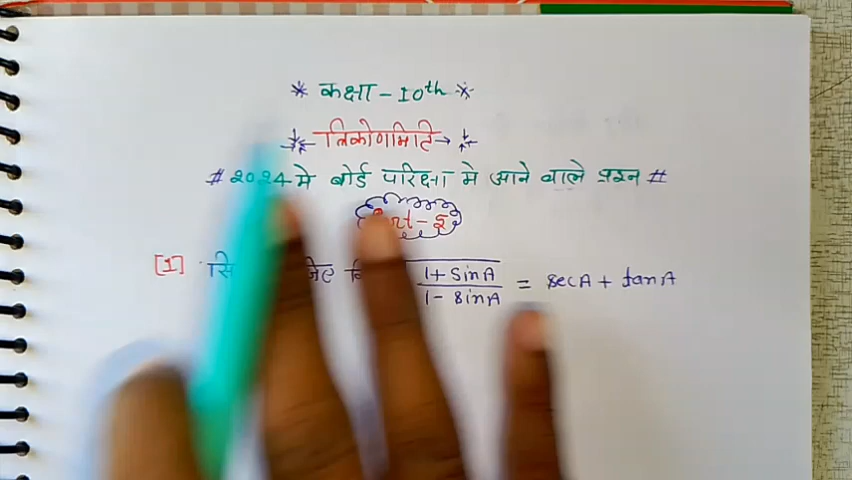 * कक्षा - 10th *
त्रिकोणमिति
# 2024 मे बोर्ड परिक्षा मे आने वाले प्रश्न #
[1] √(1 + SinA / 1 - SinA) = SecA + tanA